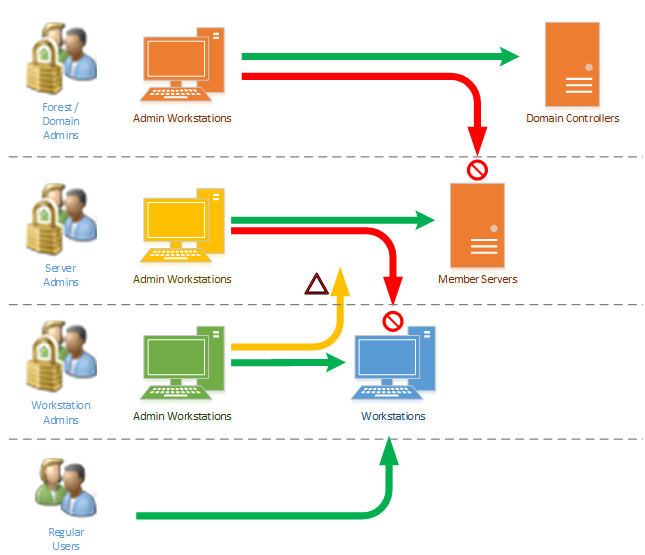 Forest /
Domain
Admins
Admin Workstations
Domain Controllers
Server
Admins
Admin Workstations
Member Servers
Workstation
Admins
Admin Workstations
Workstations
Regular
Users